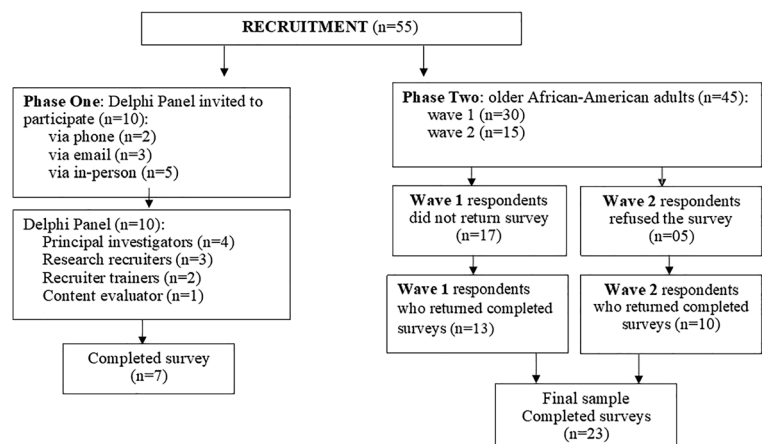 RECRUITMENT (n=55)
Phase One: Delphi Panel invited to
participate (n=10):
via phone (n=2)
via email (n=3)
via in-person (n=5)
Delphi Panel (n=10):
Principal investigators (n=4)
Research recruiters (n=3)
Recruiter trainers (n=2)
Content evaluator (n=1)
Completed survey
(n=7)
Phase Two: older African-American adults (n=45):
wave 1 (n=30)
wave 2 (n=15)
Wave 1 respondents
did not return survey
(n=17)
Wave 2 respondents
refused the survey
(n=05)
Wave 1 respondents
who returned completed
surveys (n=13)
Wave 2 respondents
who returned completed
surveys (n=10)
Final sample
Completed surveys
(n=23)